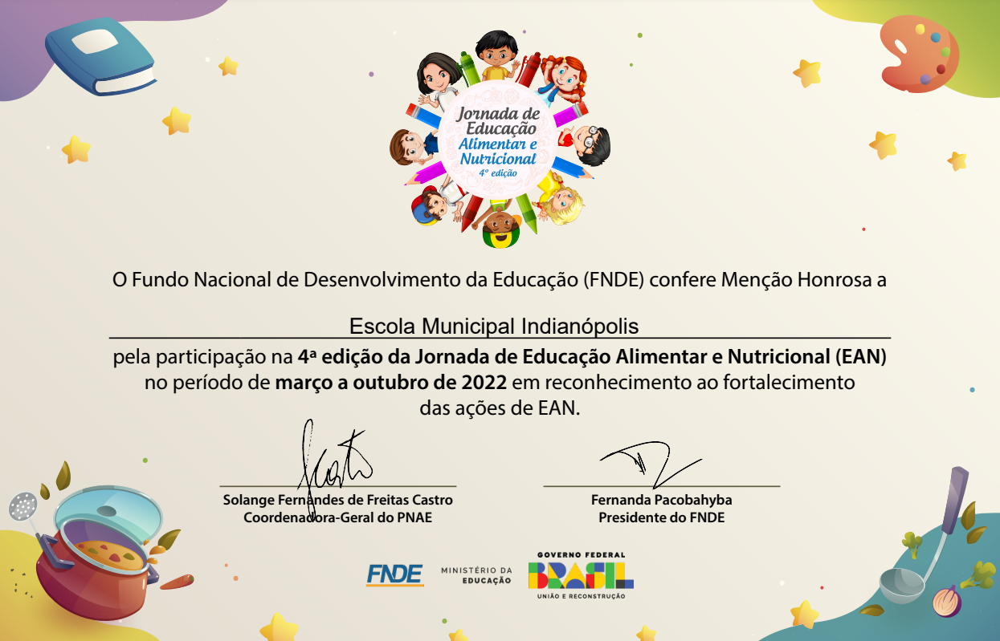 Jornada de
Educação
Alimentar e
Nutricional
4º edição
O Fundo Nacional de Desenvolvimento da Educação (FNDE) confere Menção Honrosa a
Escola Municipal Indianópolis
pela participação na 4ª edição da Jornada de Educação Alimentar e Nutricional (EAN)
no período de março a outubro de 2022 em reconhecimento ao fortalecimento
das ações de EAN.
Solange Fernandes de Freitas Castro
Coordenadora-Geral do PNAE
Fernanda Pacobahyba
Presidente do FNDE
FNDE
MINISTÉRIO DA
EDUCAÇÃO
GOVERNO FEDERAL
BRASIL
UNIÃO E RECONSTRUÇÃO